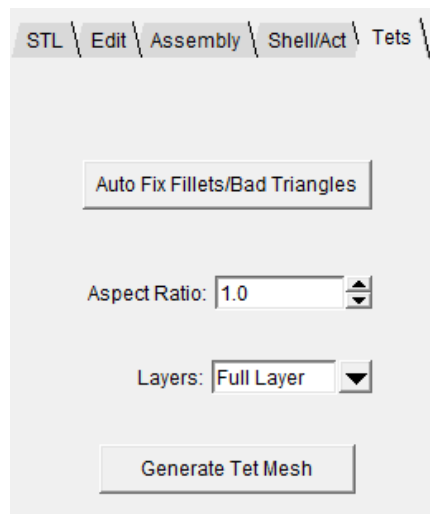 STL Edit Assembly Shell/Act Tets
Auto Fix Fillets/Bad Triangles
Aspect Ratio: 1.0
Layers: Full Layer
Generate Tet Mesh